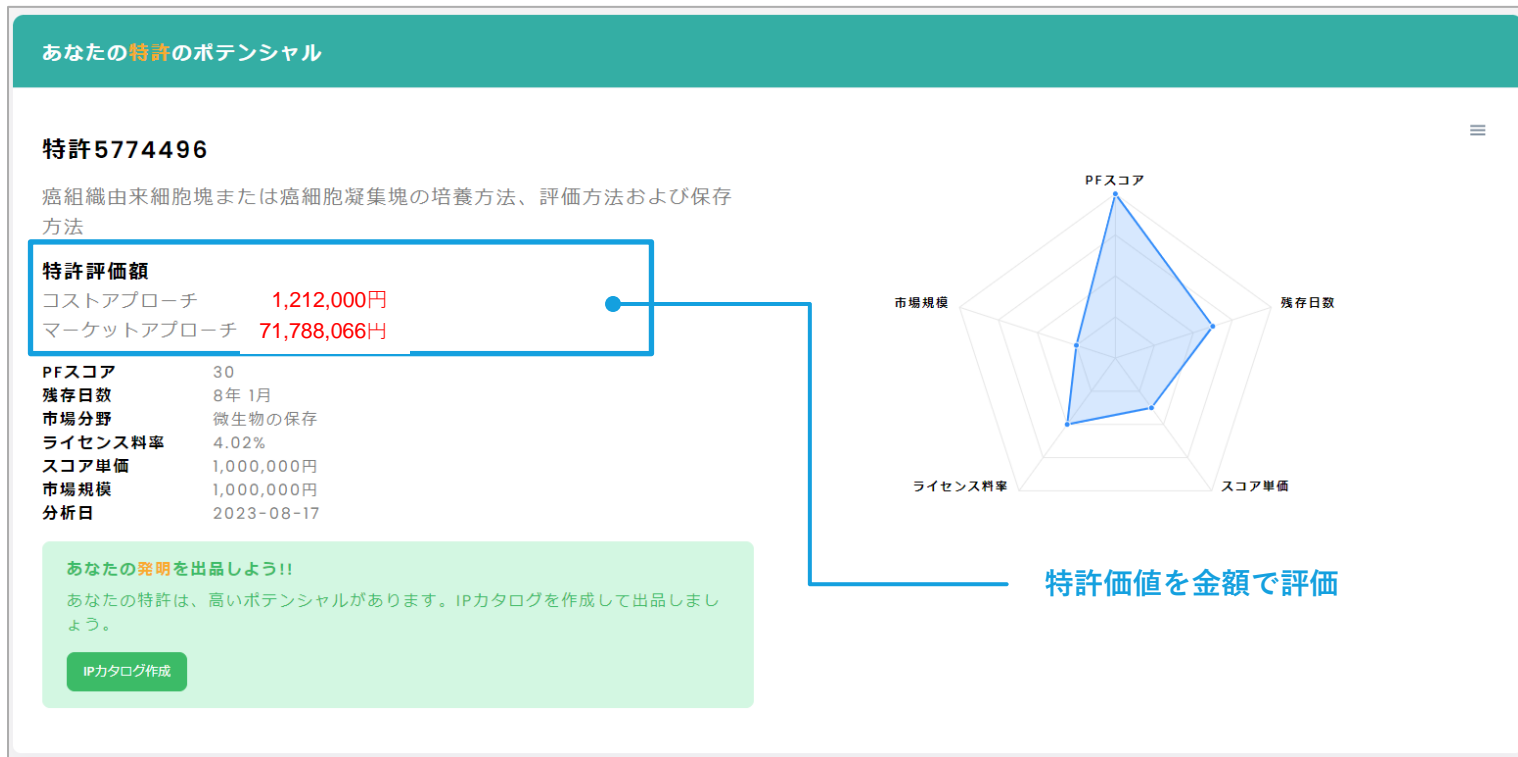 あなたの特許のポテンシャル
特許5774496
癌組織由来細胞塊または癌細胞凝集塊の培養方法、評価方法および保存
方法
特許評価額
コストアプローチ 1,212,000円
マーケットアプローチ 71,788,066円
PFスコア 30
残存日数 8年 1月
市場分野 微生物の保存
ライセンス料率 4.02%
スコア単価 1,000,000円
市場規模 1,000,000円
分析日 2023-08-17
あなたの発明を出品しよう!!
あなたの特許は、高いポテンシャルがあります。IPカタログを作成して出品しまし
ょう。
IPカタログ作成
PFスコア
市場規模
残存日数
ライセンス料率
スコア単価
特許価値を金額で評価